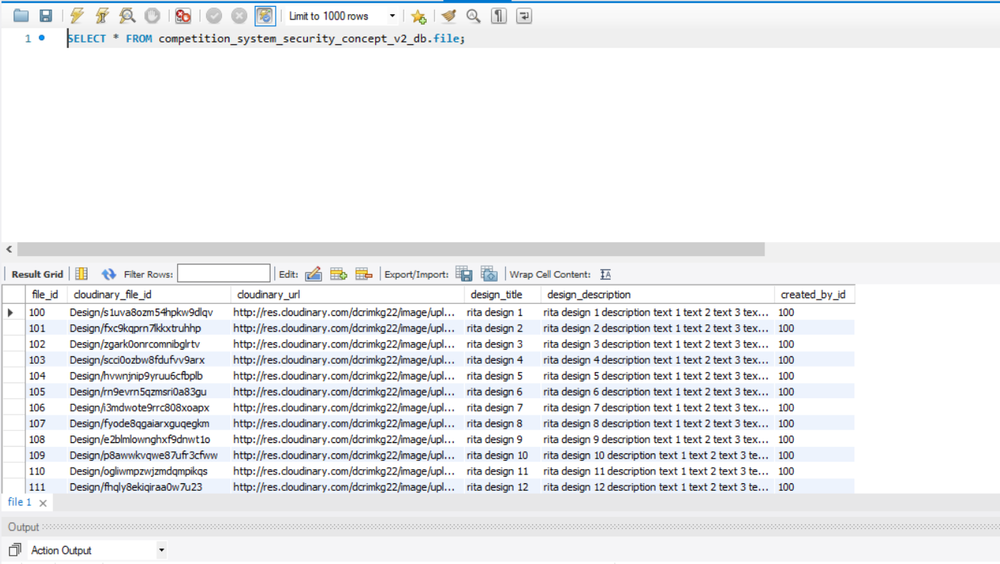 Limit to 1000 rows
1 SELECT * FROM competition_system_security_concept_v2_db.file;
Result Grid Filter Rows: Edit: Export/Import: Wrap Cell Content: IA
file_id cloudinary_file_id cloudinary_url design_title design_description created_by_id
100 Design/s1uva8ozm54hpkw9dlqv http://res.cloudinary.com/dcrimkg22/image/upl... rita design 1 rita design 1 description text 1 text 2 text 3 tex... 100
101 Design/fxc9kqprn7lkkxtruhhp http://res.cloudinary.com/dcrimkg22/image/upl... rita design 2 rita design 2 description text 1 text 2 text 3 tex... 100
102 Design/zgark0onrcomnibglrtv http://res.cloudinary.com/dcrimkg22/image/upl... rita design 3 rita design 3 description text 1 text 2 text 3 tex... 100
103 Design/scci0ozbw8fdufvv9arx http://res.cloudinary.com/dcrimkg22/image/upl... rita design 4 rita design 4 description text 1 text 2 text 3 tex... 100
104 Design/hvwnjnip9yruu6cfbplb http://res.cloudinary.com/dcrimkg22/image/upl... rita design 5 rita design 5 description text 1 text 2 text 3 tex... 100
105 Design/rn9evrn5qzmsri0a83gu http://res.cloudinary.com/dcrimkg22/image/upl... rita design 6 rita design 6 description text 1 text 2 text 3 tex... 100
106 Design/i3mdwote9rrc808xoapx http://res.cloudinary.com/dcrimkg22/image/upl... rita design 7 rita design 7 description text 1 text 2 text 3 tex... 100
107 Design/fyode8qgaiarxguqegkm http://res.cloudinary.com/dcrimkg22/image/upl... rita design 8 rita design 8 description text 1 text 2 text 3 tex... 100
108 Design/e2blmlownghxf9dnwt1o http://res.cloudinary.com/dcrimkg22/image/upl... rita design 9 rita design 9 description text 1 text 2 text 3 tex... 100
109 Design/p8awwkvqwe87ufr3cfww http://res.cloudinary.com/dcrimkg22/image/upl... rita design 10 rita design 10 description text 1 text 2 text 3 te... 100
110 Design/ogliwmpzwjzmdqmpikqs http://res.cloudinary.com/dcrimkg22/image/upl... rita design 11 rita design 11 description text 1 text 2 text 3 te... 100
111 Design/fhqly8ekiqiraa0w7u23 http://res.cloudinary.com/dcrimkg22/image/upl... rita design 12 rita design 12 description text 1 text 2 text 3 te... 100
file 1
Output
Action Output